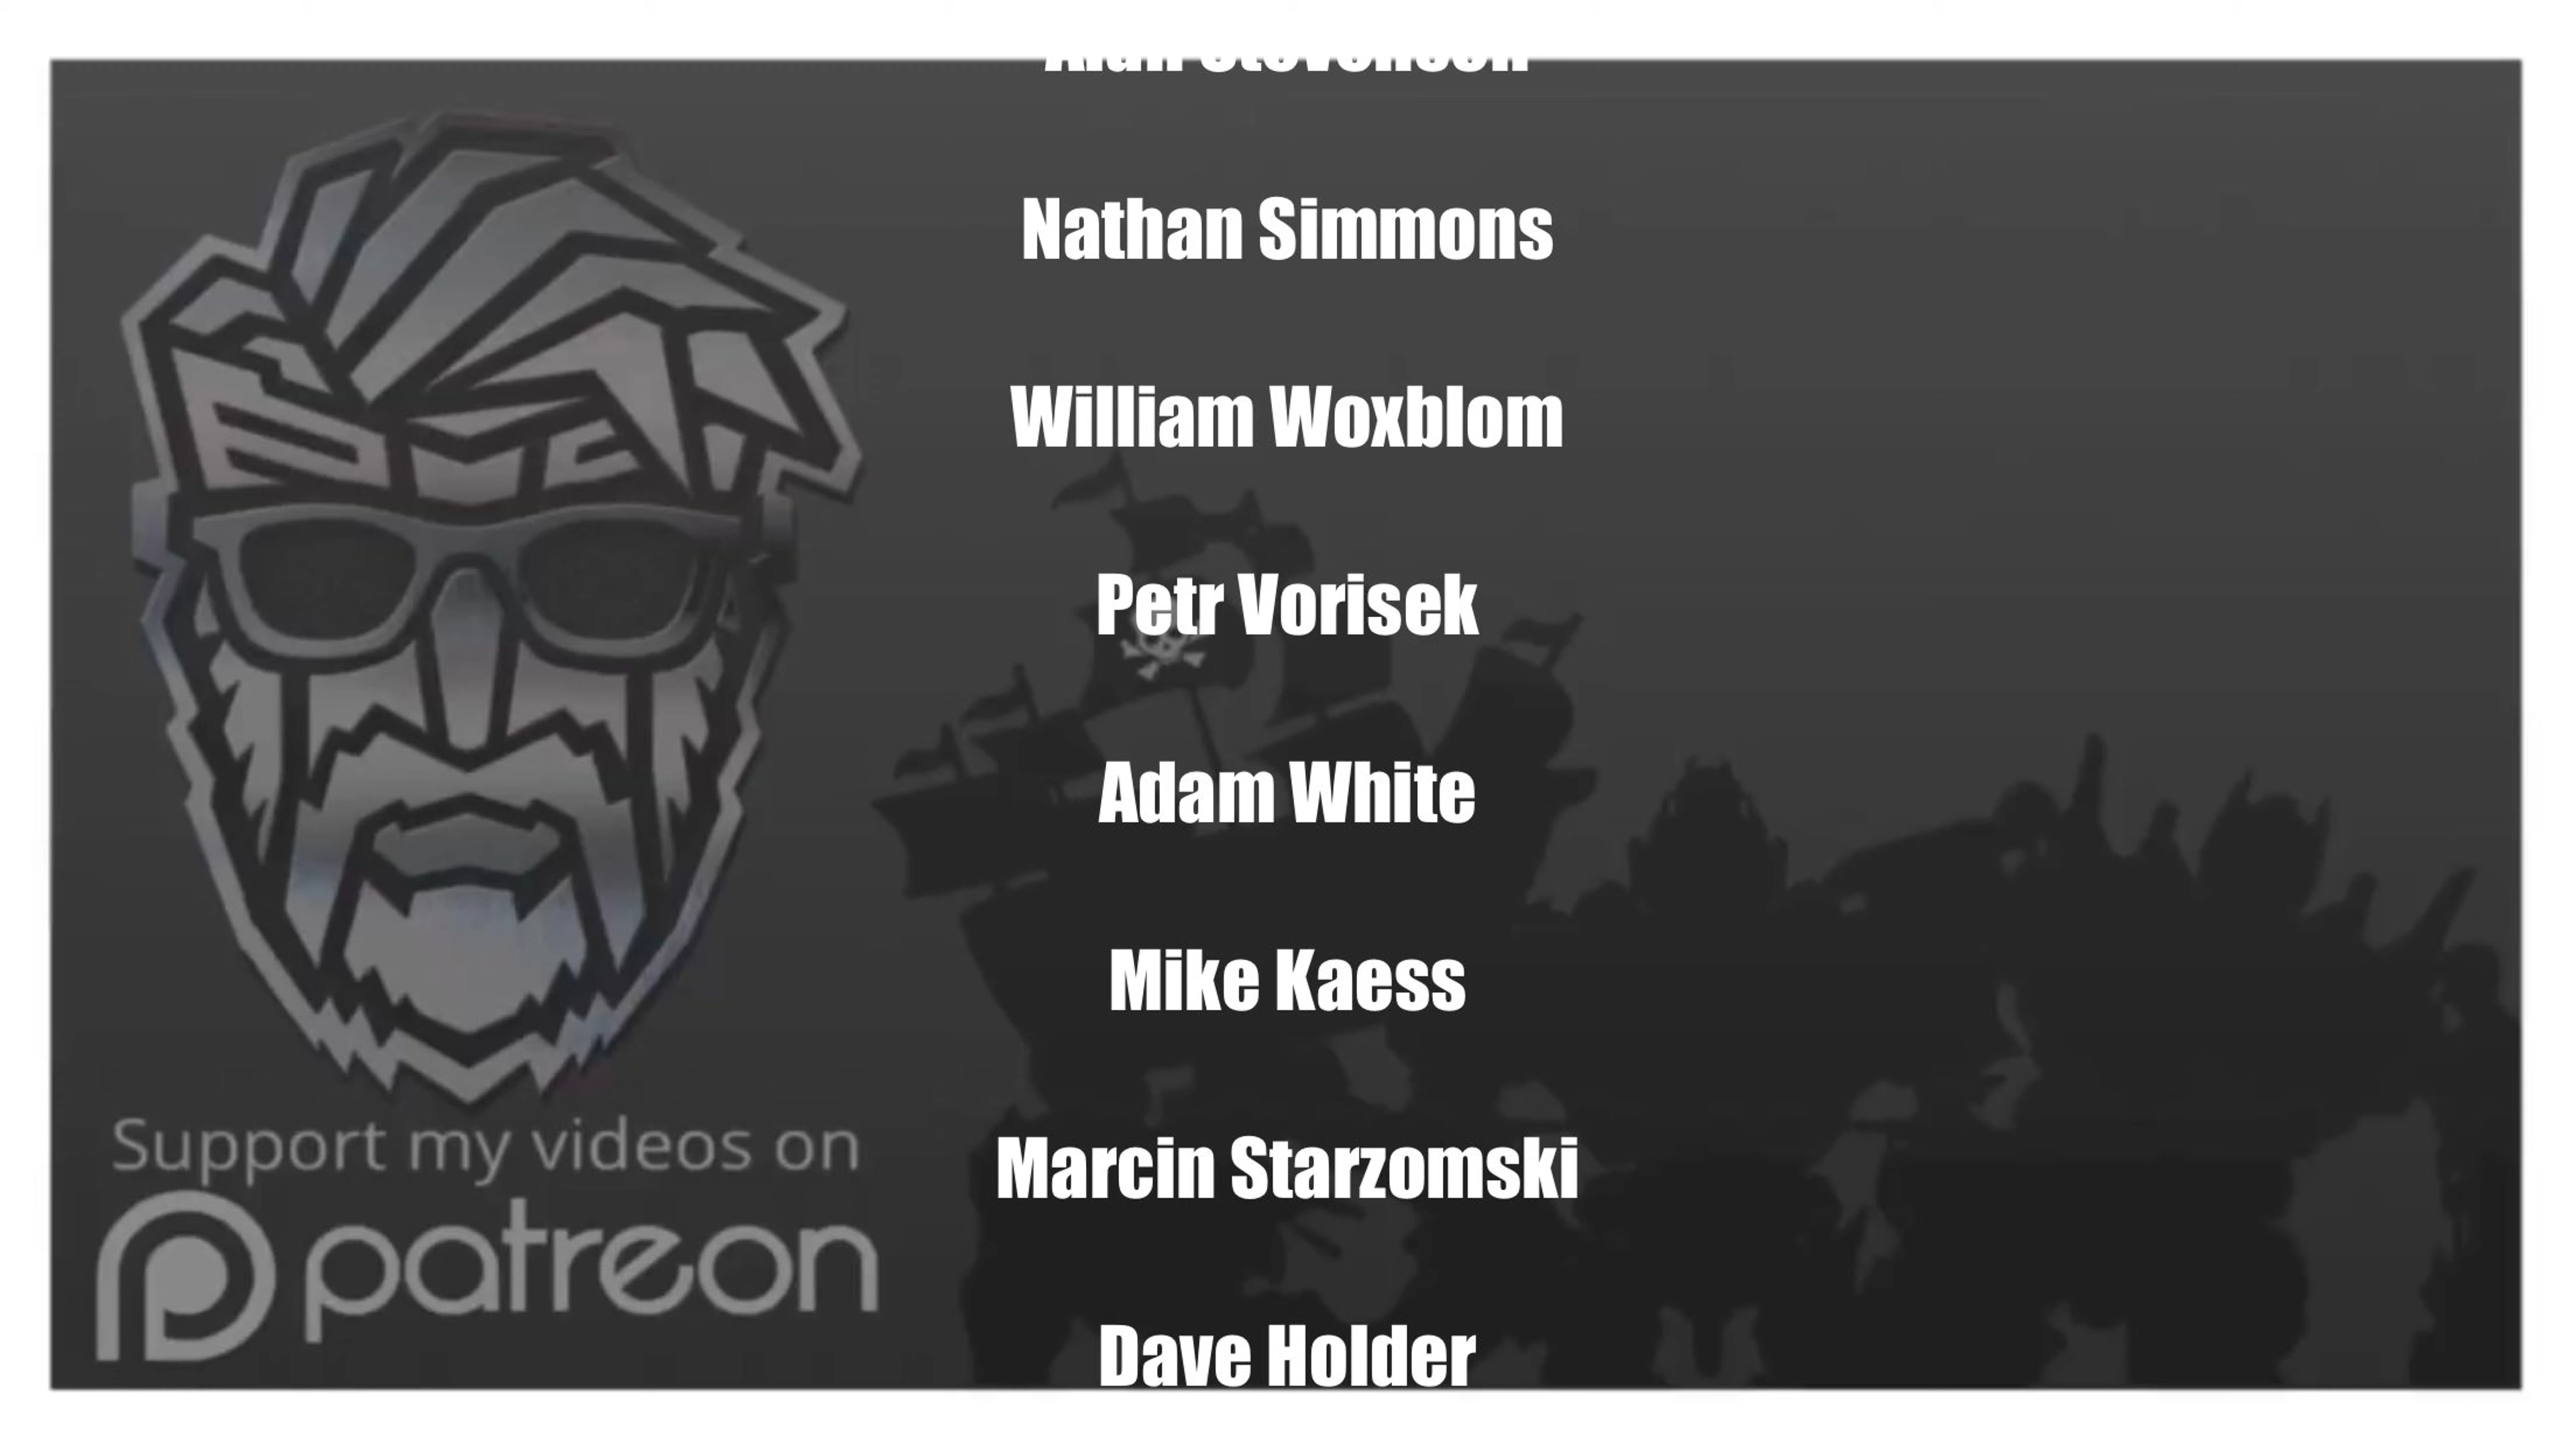 Nathan Simmons
William Woxblom
Petr Vorisek
Adam White
Mike Kaess
Marcin Starzomski
Dave Holder
Support my videos on
patreon